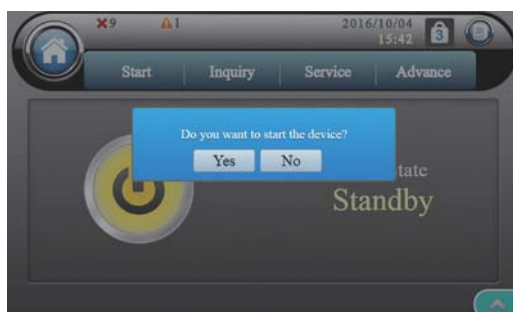 9 1 2016/10/04
15:42 3
Start Inquiry Service Advance
Do you want to start the device?
Yes No
tate
Standby